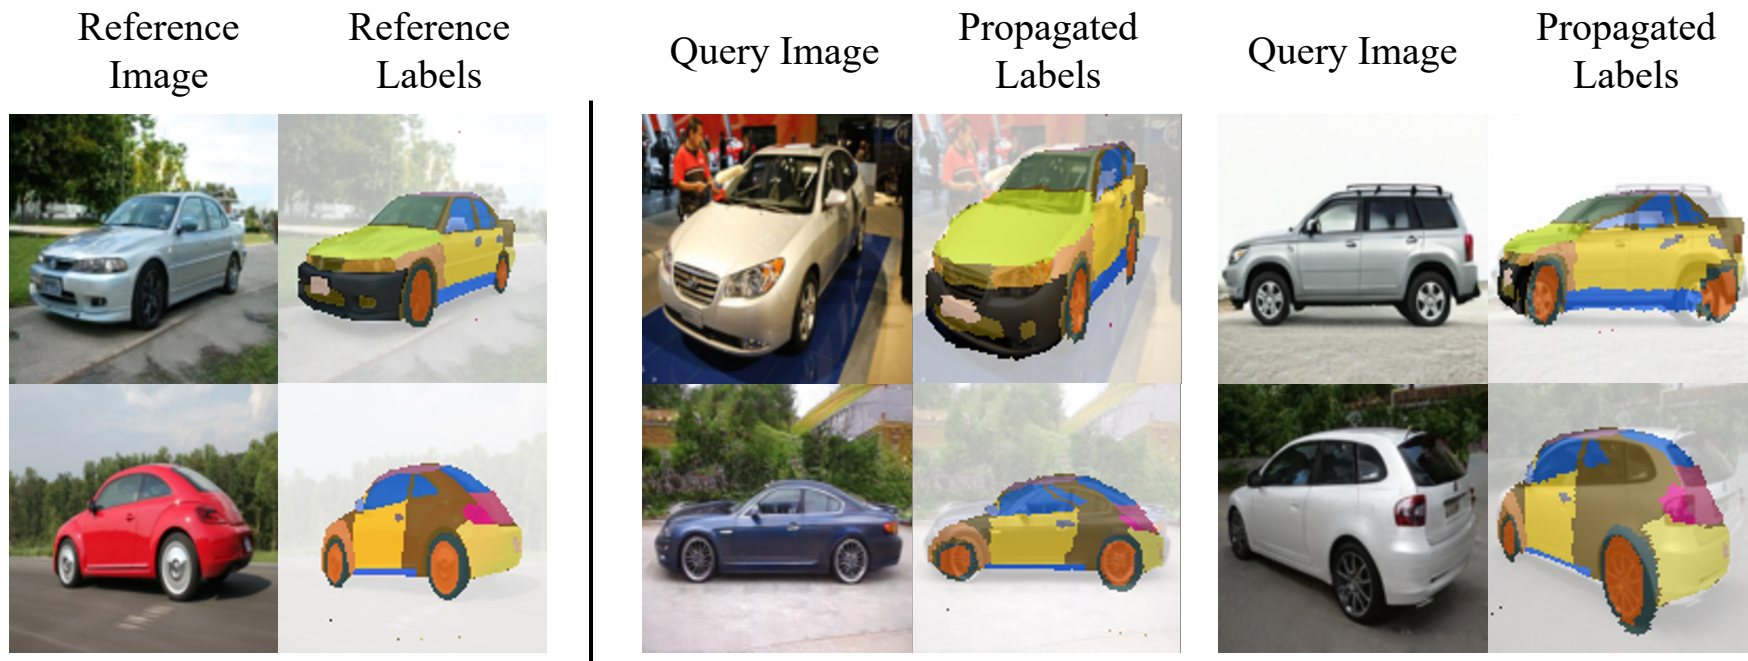 Reference
Image
Reference
Labels
Query Image
Propagated
Labels
Query Image
Propagated
Labels